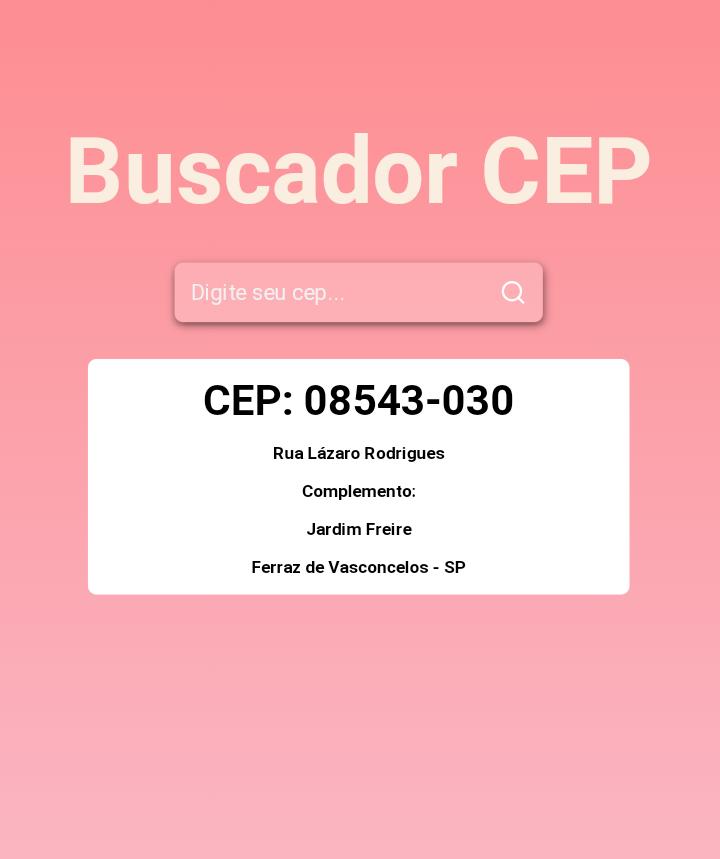 Buscador CEP
Digite seu cep...
CEP: 08543-030
Rua Lázaro Rodrigues
Complemento:
Jardim Freire
Ferraz de Vasconcelos - SP